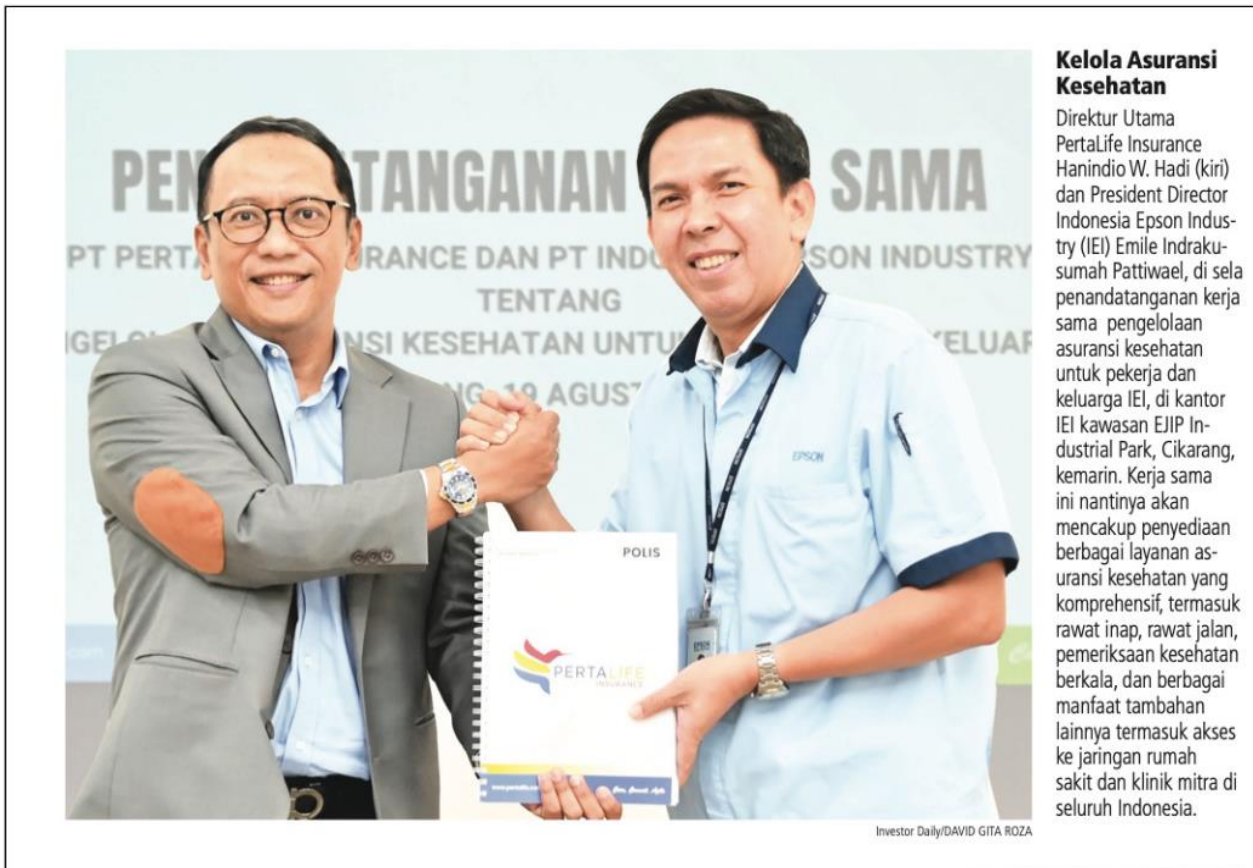 PEN TANGANAN SAMA
PT PERTA RANCE DAN PT INDO SON INDUSTRY
TENTANG
NGEL NSI KESEHATAN UNTU KELUAR
NG, 19 AGUST
EPSON
EPSON
POLIS
PERTALIFE
INSURANCE
Investor Daily/DAVID GITA ROZA
Kelola Asuransi
Kesehatan
Direktur Utama
PertaLife Insurance
Hanindio W. Hadi (kiri)
dan President Director
Indonesia Epson Indus-
try (IEI) Emile Indraku-
sumah Pattiwael, di sela
penandatanganan kerja
sama pengelolaan
asuransi kesehatan
untuk pekerja dan
keluarga IEI, di kantor
IEI kawasan EJIP In-
dustrial Park, Cikarang,
kemarin. Kerja sama
ini nantinya akan
mencakup penyediaan
berbagai layanan as-
uransi kesehatan yang
komprehensif, termasuk
rawat inap, rawat jalan,
pemeriksaan kesehatan
berkala, dan berbagai
manfaat tambahan
lainnya termasuk akses
ke jaringan rumah
sakit dan klinik mitra di
seluruh Indonesia.